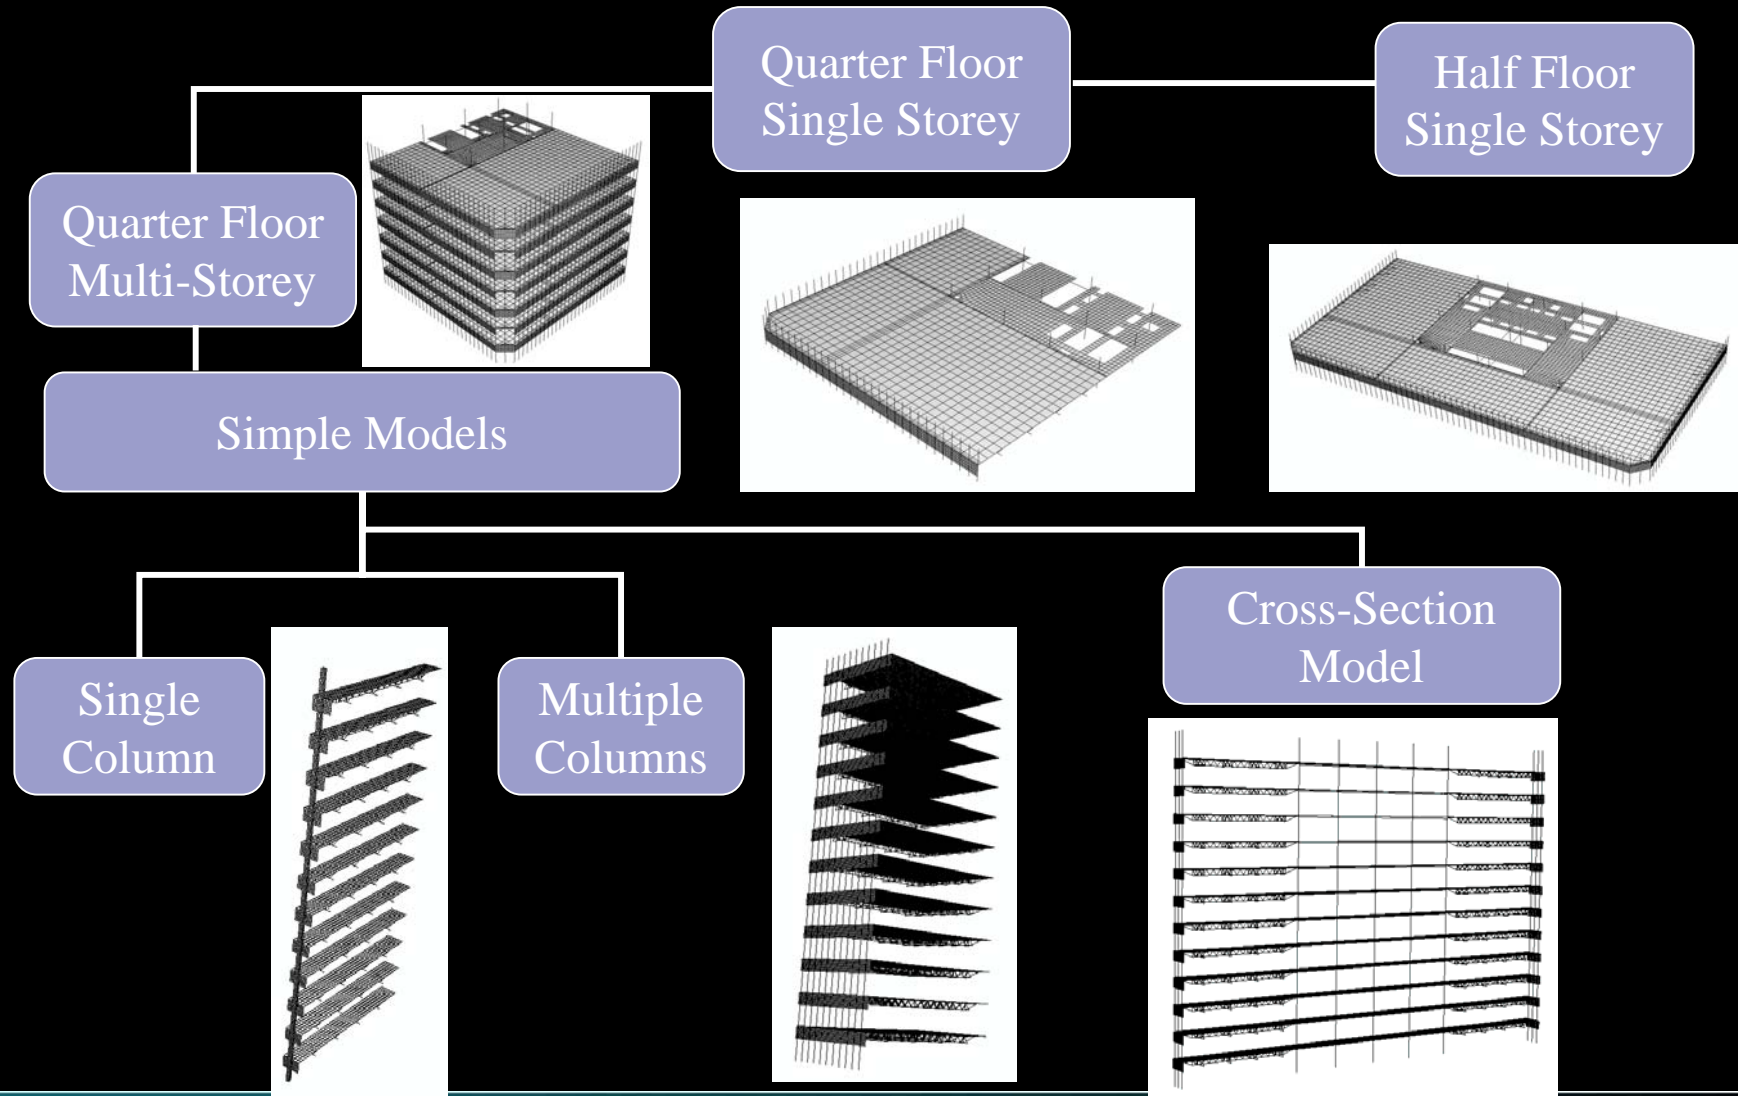 Quarter Floor
Single Storey
Half Floor
Single Storey
Quarter Floor
Multi-Storey
Simple Models
Single
Column
Multiple
Columns
Cross-Section
Model